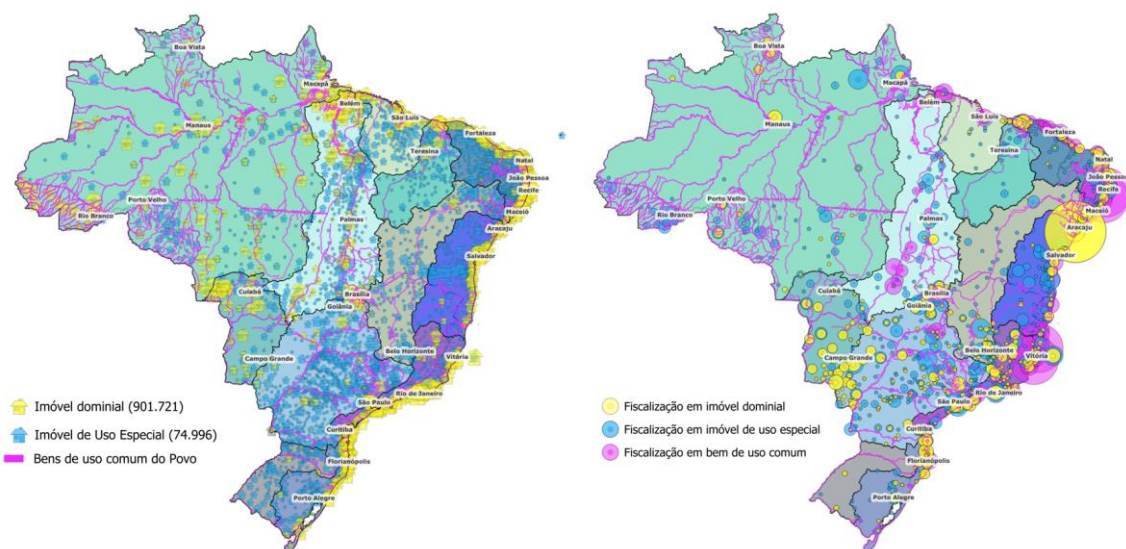 Boa Vista
Macapá
Belém
São Luis
Manaus
Fortaleza
Teresina
Natal
João Pessoa
Recife
Porto Velho
Rio Branco
Maceió
Palmas
Aracaju
Salvador
Cuiabá
Brasília
Goiânia
Campo Grande
Belo Horizonte
Vitória
Rio de Janeiro
São Paulo
Curitiba
Florianópolis
Porto Alegre
Imóvel dominial (901.721)
Imóvel de Uso Especial (74.996)
Bens de uso comum do Povo
Boa Vista
Macapá
Belém
São Luis
Manaus
Fortaleza
Teresina
Natal
João Pessoa
Recife
Porto Velho
Rio Branco
Maceió
Palmas
Aracaju
Salvador
Cuiabá
Brasília
Goiânia
Belo Horizonte
Campo Grande
Vitória
Rio de Janeiro
São Paulo
Curitiba
Florianópolis
Porto Alegre
Fiscalização em imóvel dominial
Fiscalização em imóvel de uso especial
Fiscalização em bem de uso comum